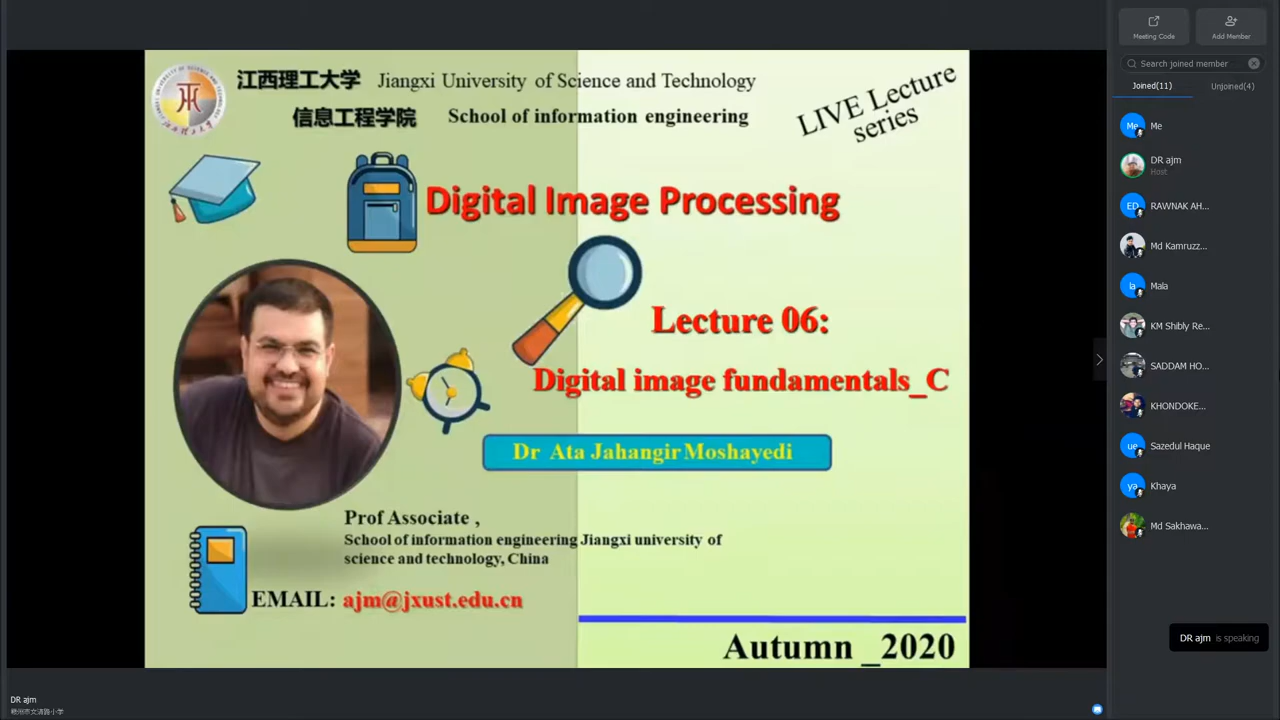 江西理工大学 Jiangxi University of Science and Technology
信息工程学院 School of information engineering
LIVE Lecture
series
Digital Image Processing
Lecture 06:
Digital image fundamentals_C
Dr Ata Jahangir Moshayedi
Prof Associate ,
School of information engineering Jiangxi university of
science and technology, China
EMAIL: ajm@jxust.edu.cn
Autumn _2020
DR ajm
Meeting Code
Add Member
Search joined member
Joined(11)
Unjoined(4)
Me Me
DR ajm
Host
ED RAWNAK AH...
Md Kamruzz...
la Mala
KM Shibly Re...
SADDAM HO...
KHONDOKE...
ue Sazedul Haque
ya Khaya
Md Sakhawa...
DR ajm is speaking